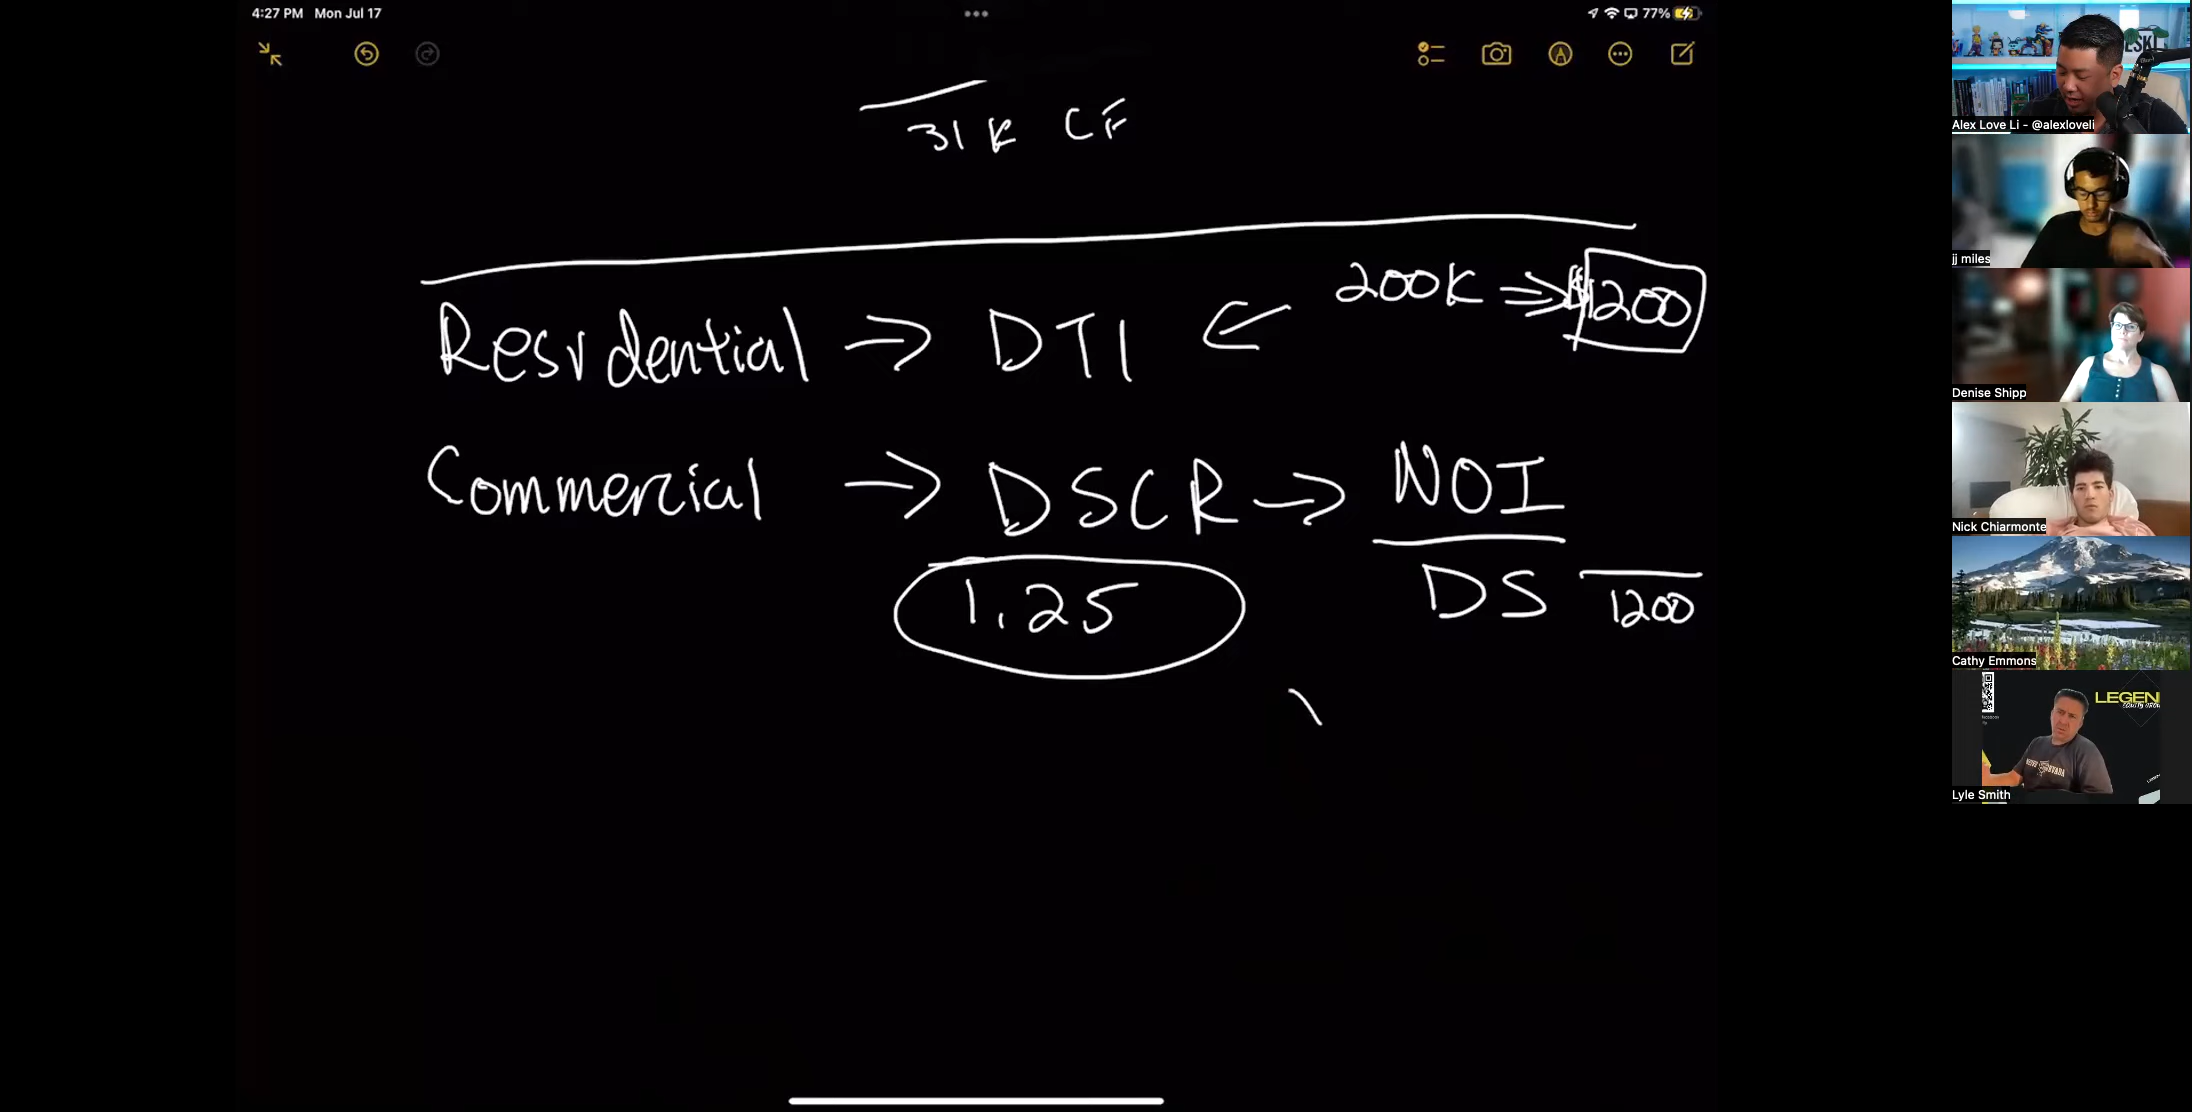 4:27 PM Mon Jul 17
77%
31 K CF
200K ⇒ $1200
Residential → DTI ←
Commercial → DSCR → NOI
DS 1200
1.25
Alex Love Li - @alexloveli
jj miles
Denise Shipp
Nick Chiarmonte
Cathy Emmons
LEGEN
Lyle Smith